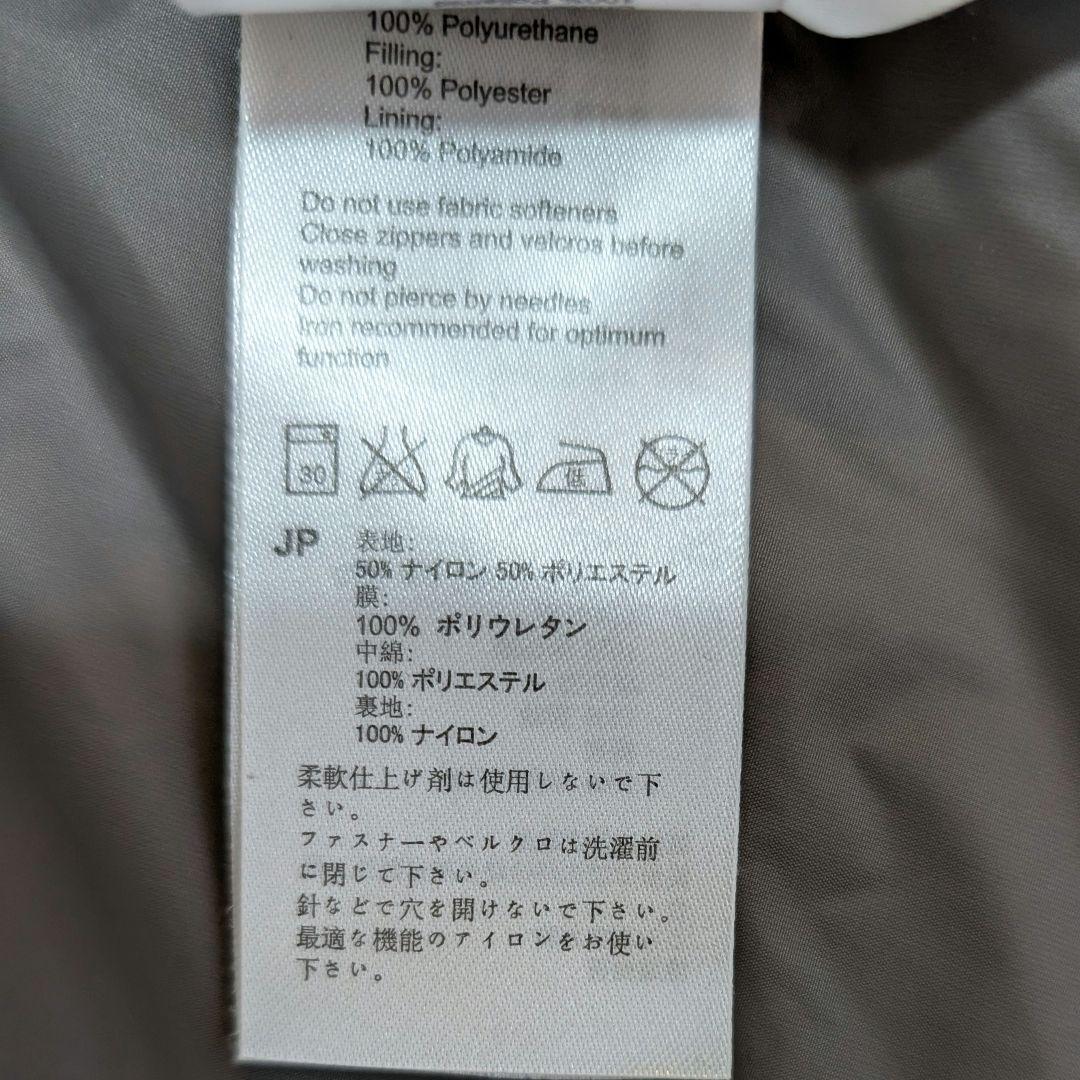 100% Polyurethane
Filling:
100% Polyester
Lining:
100% Polyamide
Do not use fabric softeners
Close zippers and velcros before
washing
Do not pierce by needles
Iron recommended for optimum
function
30
低
JP
表地:
50% ナイロン 50% ポリエステル
膜:
100% ポリウレタン
中綿:
100% ポリエステル
裏地:
100% ナイロン
柔軟仕上げ剤は使用しないで下
さい。
ファスナーやベルクロは洗濯前
に閉じて下さい。
針などで穴を開けないで下さい。
最適な機能のアイロンをお使い
下さい。